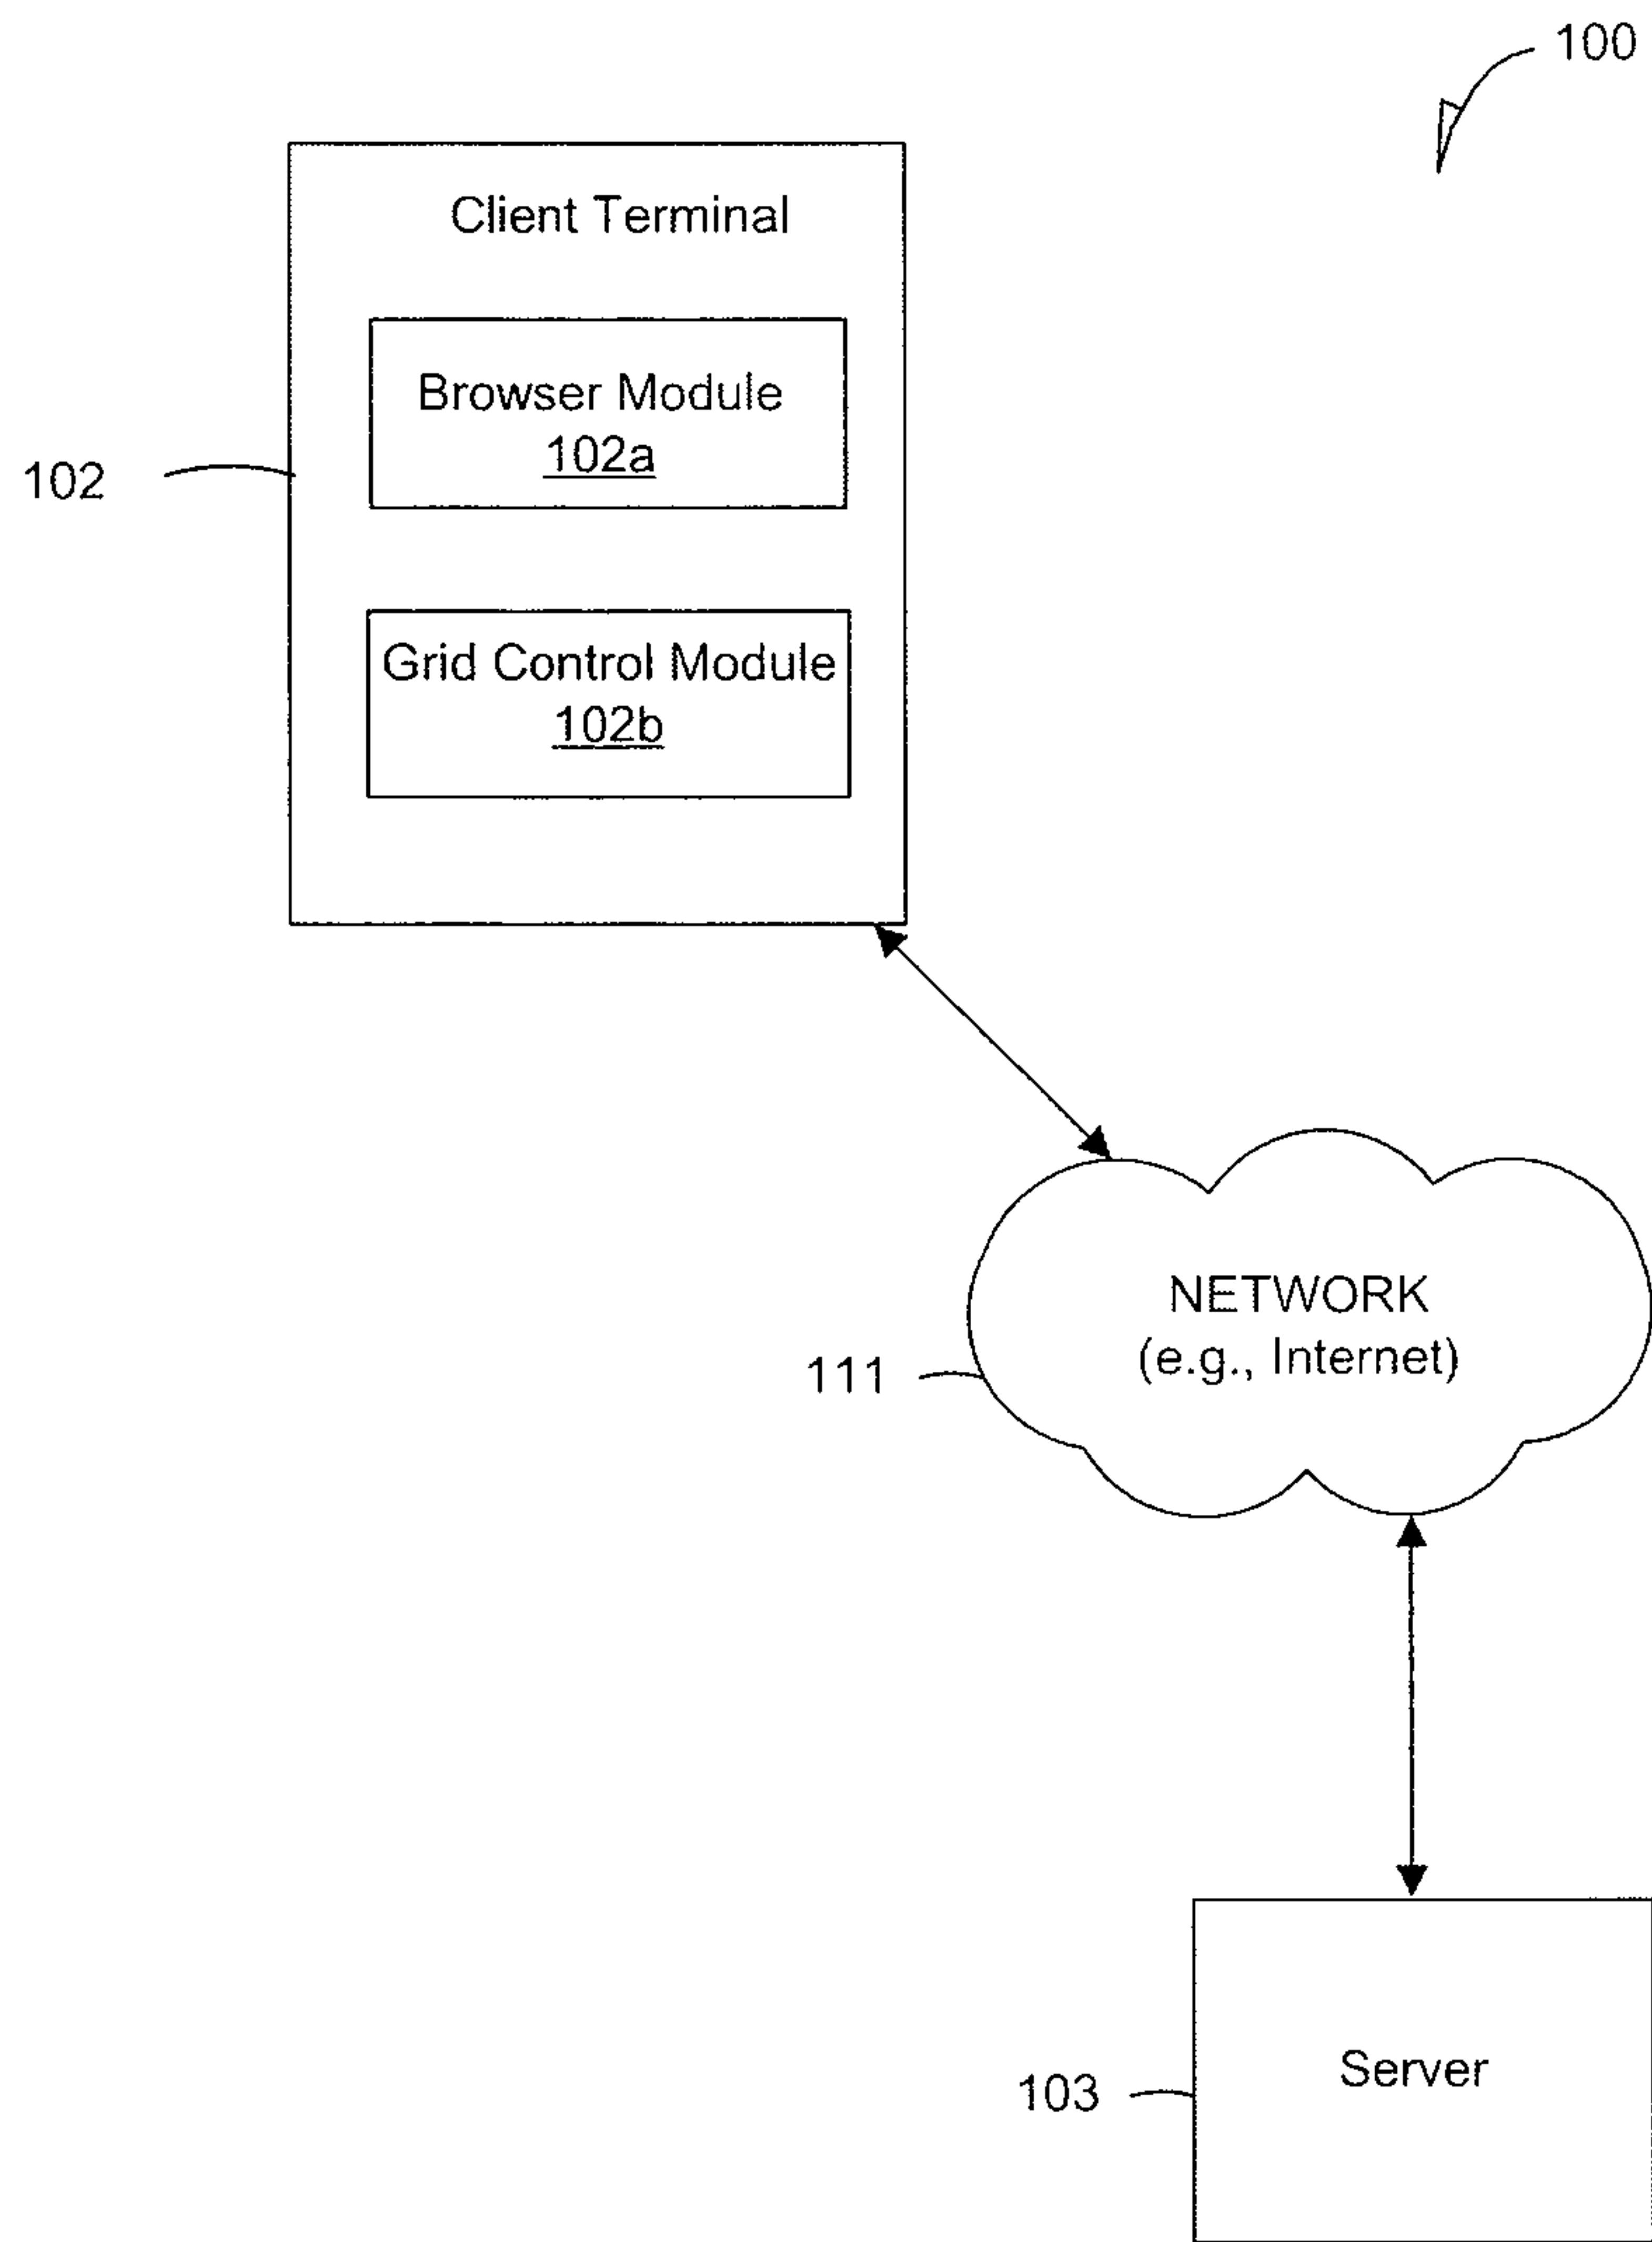 100
Client Terminal
Browser Module
102a
102
Grid Control Module
102b
NETWORK
(e.g., Internet)
111
Server
103